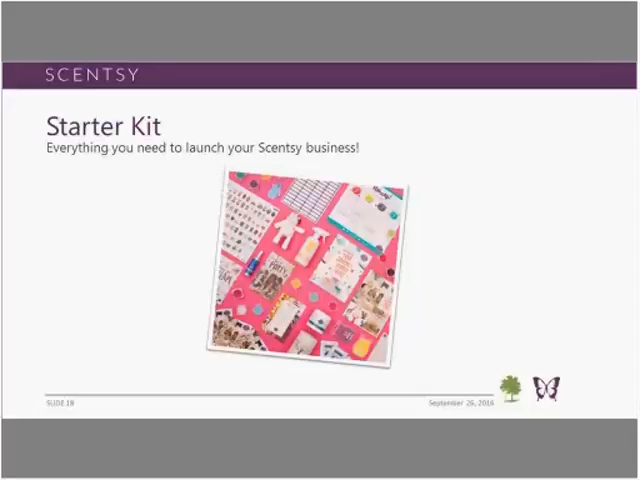 SCENTSY
Starter Kit
Everything you need to launch your Scentsy business!
SLIDE 18
September 26, 2016